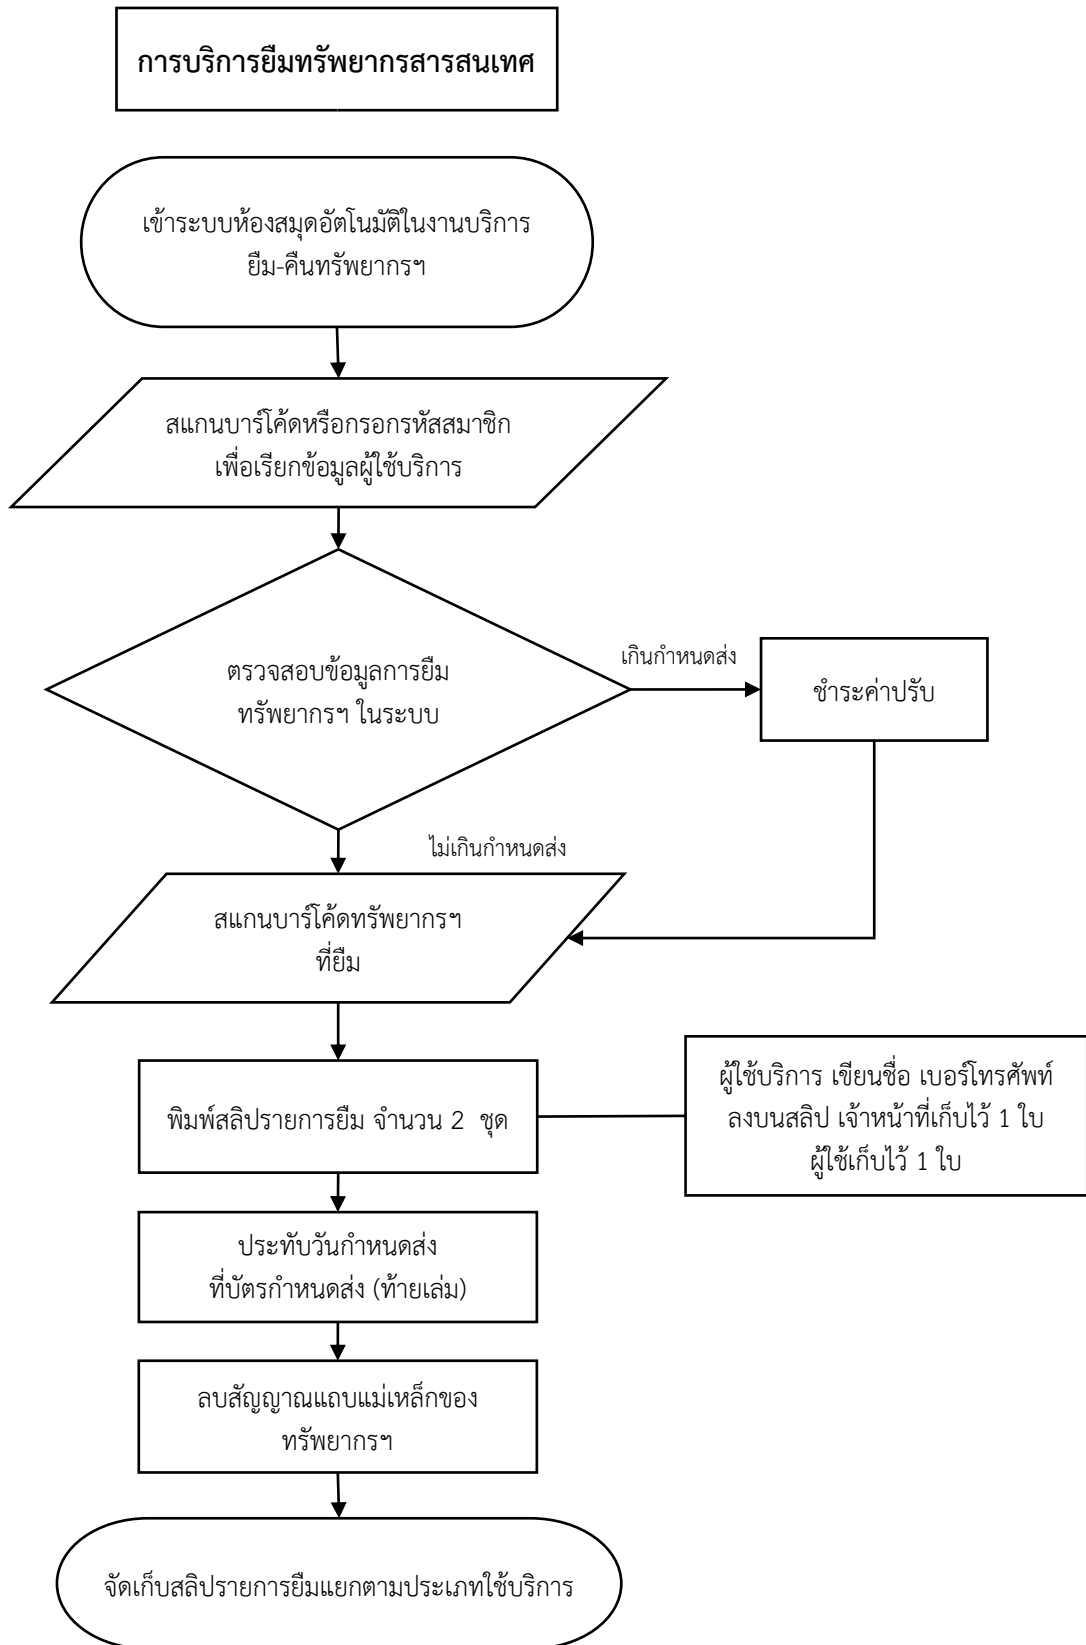 การบริการยืมทรัพยากรสารสนเทศ
เข้าระบบห้องสมุดอัตโนมัติในงานบริการ
ยืม-คืนทรัพยากรฯ
สแกนบาร์โค้ดหรือกรอกรหัสสมาชิก
เพื่อเรียกข้อมูลผู้ใช้บริการ
ตรวจสอบข้อมูลการยืม
ทรัพยากรฯ ในระบบ
เกินกำหนดส่ง
ชำระค่าปรับ
ไม่เกินกำหนดส่ง
สแกนบาร์โค้ดทรัพยากรฯ
ที่ยืม
พิมพ์สลิปรายการยืม จำนวน 2 ชุด
ผู้ใช้บริการ เขียนชื่อ เบอร์โทรศัพท์
ลงบนสลิป เจ้าหน้าที่เก็บไว้ 1 ใบ
ผู้ใช้เก็บไว้ 1 ใบ
ประทับวันกำหนดส่ง
ที่บัตรกำหนดส่ง (ท้ายเล่ม)
ลบสัญญาณแถบแม่เหล็กของ
ทรัพยากรฯ
จัดเก็บสลิปรายการยืมแยกตามประเภทใช้บริการ